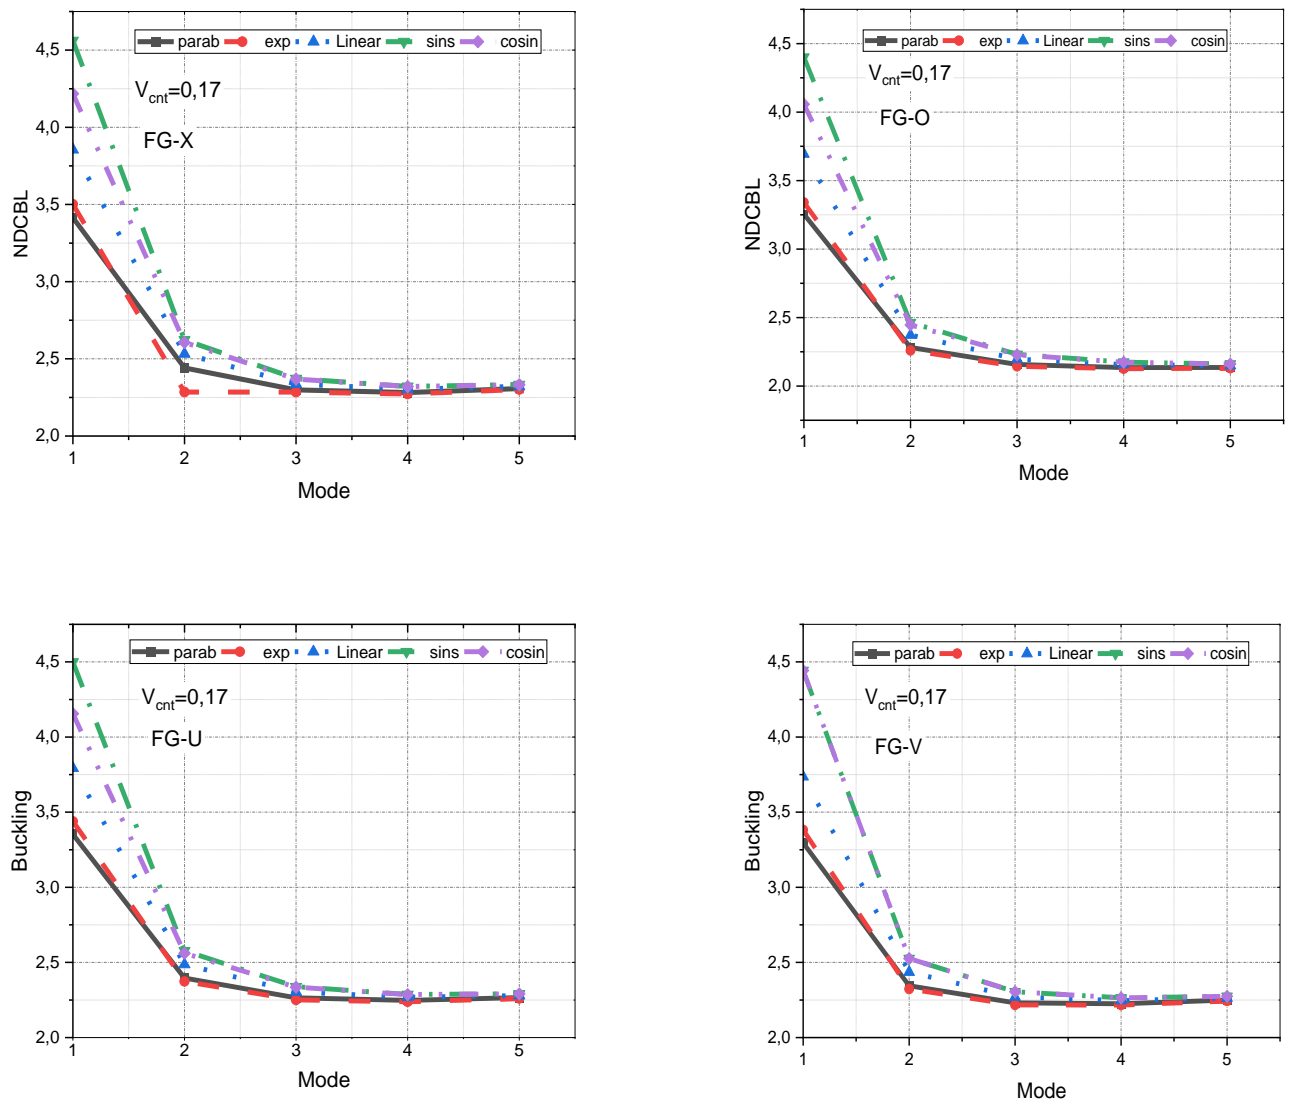 parab exp Linear sins cosin
V_cnt=0,17
FG-X
NDCBL
4.5
4.0
3.5
3.0
2.5
2.0
1 2 3 4 5
Mode
parab exp Linear sins cosin
V_cnt=0,17
FG-O
NDCBL
4,5
4,0
3,5
3,0
2,5
2,0
1 2 3 4 5
Mode
parab exp Linear sins cosin
V_cnt=0,17
FG-U
Buckling
4.5
4,0
3,5
3,0
2,5
2,0
1 2 3 4 5
Mode
parab exp Linear sins cosin
V_cnt=0,17
FG-V
Buckling
4,5
4,0
3,5
3,0
2,5
2,0
1 2 3 4 5
Mode